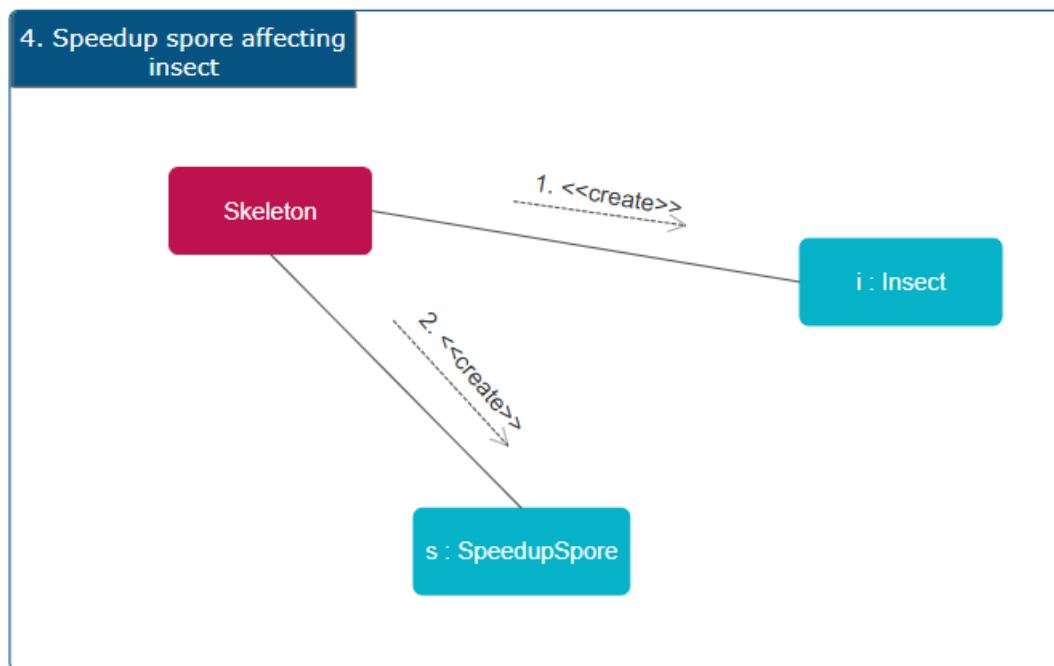 4. Speedup spore affecting
insect
Skeleton
1. <<create>>
i : Insect
2. <<create>>
s : SpeedupSpore